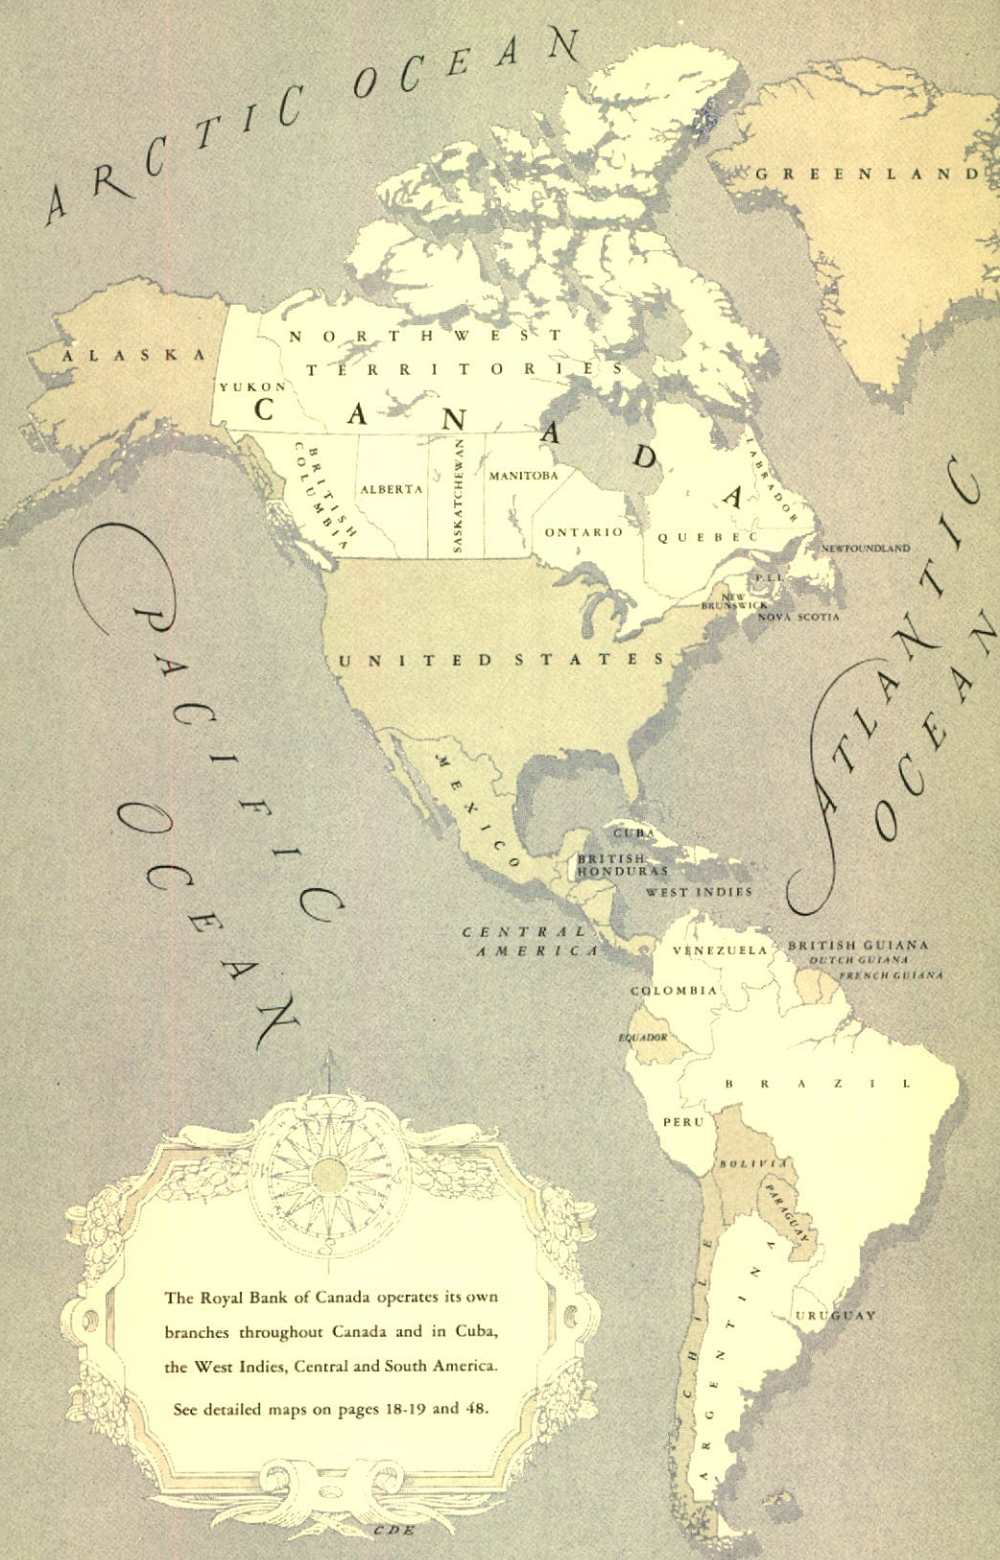 ARCTIC OCEAN
GREENLAND
ALASKA
NORTHWEST
TERRITORIES
YUKON
CANADA
BRITISH
COLUMBIA
ALBERTA
SASKATCHEWAN
MANITOBA
ONTARIO
QUEBEC
LABRADOR
NEWFOUNDLAND
P.E.I.
NEW
BRUNSWICK
NOVA SCOTIA
UNITED STATES
PACIFIC
OCEAN
ATLANTIC
OCEAN
MEXICO
CUBA
BRITISH
HONDURAS
WEST INDIES
CENTRAL
AMERICA
VENEZUELA
BRITISH GUIANA
DUTCH GUIANA
FRENCH GUIANA
COLOMBIA
EQUADOR
BRAZIL
PERU
BOLIVIA
PARAGUAY
CHILE
ARGENTINA
URUGUAY
S
The Royal Bank of Canada operates its own
branches throughout Canada and in Cuba,
the West Indies, Central and South America.
See detailed maps on pages 18-19 and 48.
CDE